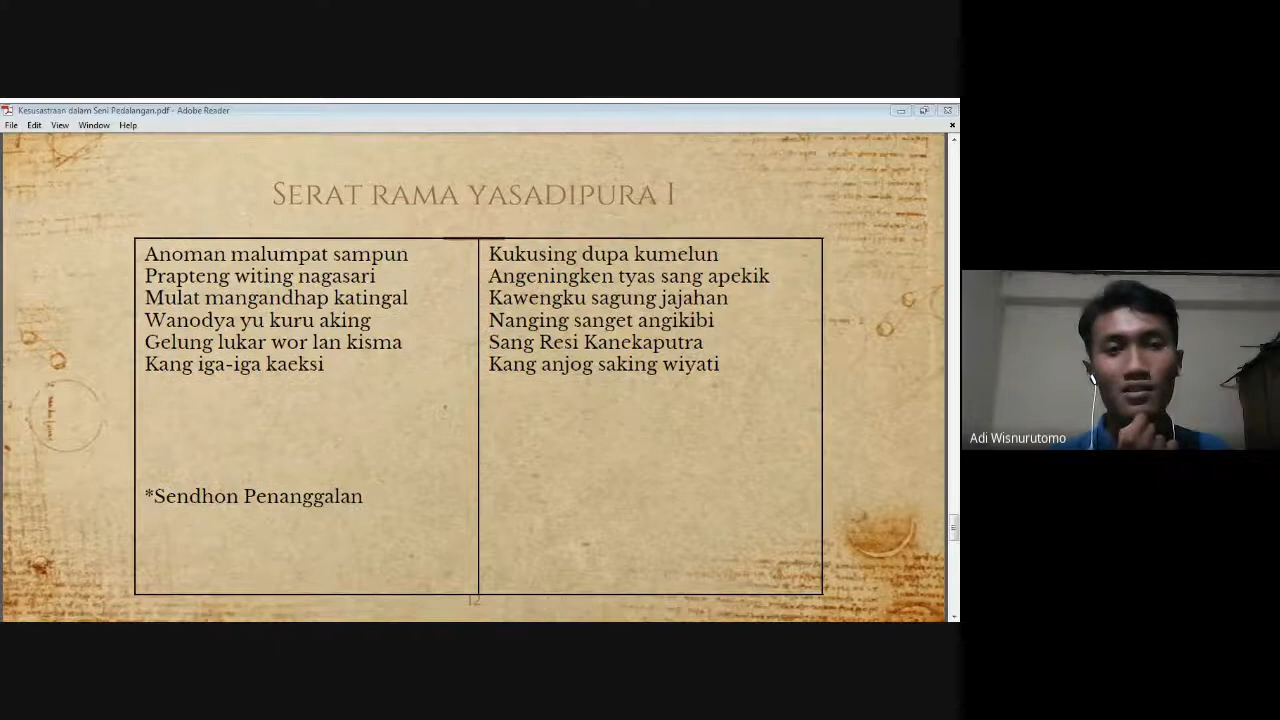 Kesusastraan dalam Seni Pedalangan.pdf - Adobe Reader
File Edit View Window Help
SERAT RAMA YASADIPURA I
Anoman malumpat sampun
Prapteng witing nagasari
Mulat mangandhap katingal
Wanodya yu kuru aking
Gelung lukar wor lan kisma
Kang iga-iga kaeksi
*Sendhon Penanggalan
Kukusing dupa kumelun
Angeningken tyas sang apekik
Kawengku sagung jajahan
Nanging sanget angikibi
Sang Resi Kanekaputra
Kang anjog saking wiyati
12
Adi Wisnurutomo